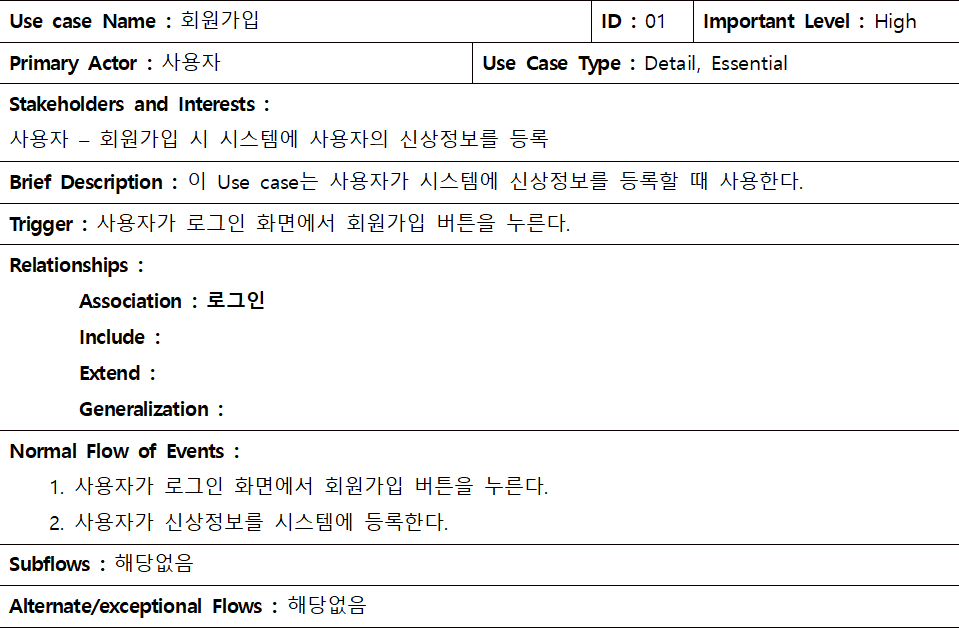 Use case Name : 회원가입 ID : 01 Important Level : High
Primary Actor : 사용자 Use Case Type : Detail, Essential
Stakeholders and Interests :
사용자 – 회원가입 시 시스템에 사용자의 신상정보를 등록
Brief Description : 이 Use case는 사용자가 시스템에 신상정보를 등록할 때 사용한다.
Trigger : 사용자가 로그인 화면에서 회원가입 버튼을 누른다.
Relationships :
Association : 로그인
Include :
Extend :
Generalization :
Normal Flow of Events :
1. 사용자가 로그인 화면에서 회원가입 버튼을 누른다.
2. 사용자가 신상정보를 시스템에 등록한다.
Subflows : 해당없음
Alternate/exceptional Flows : 해당없음